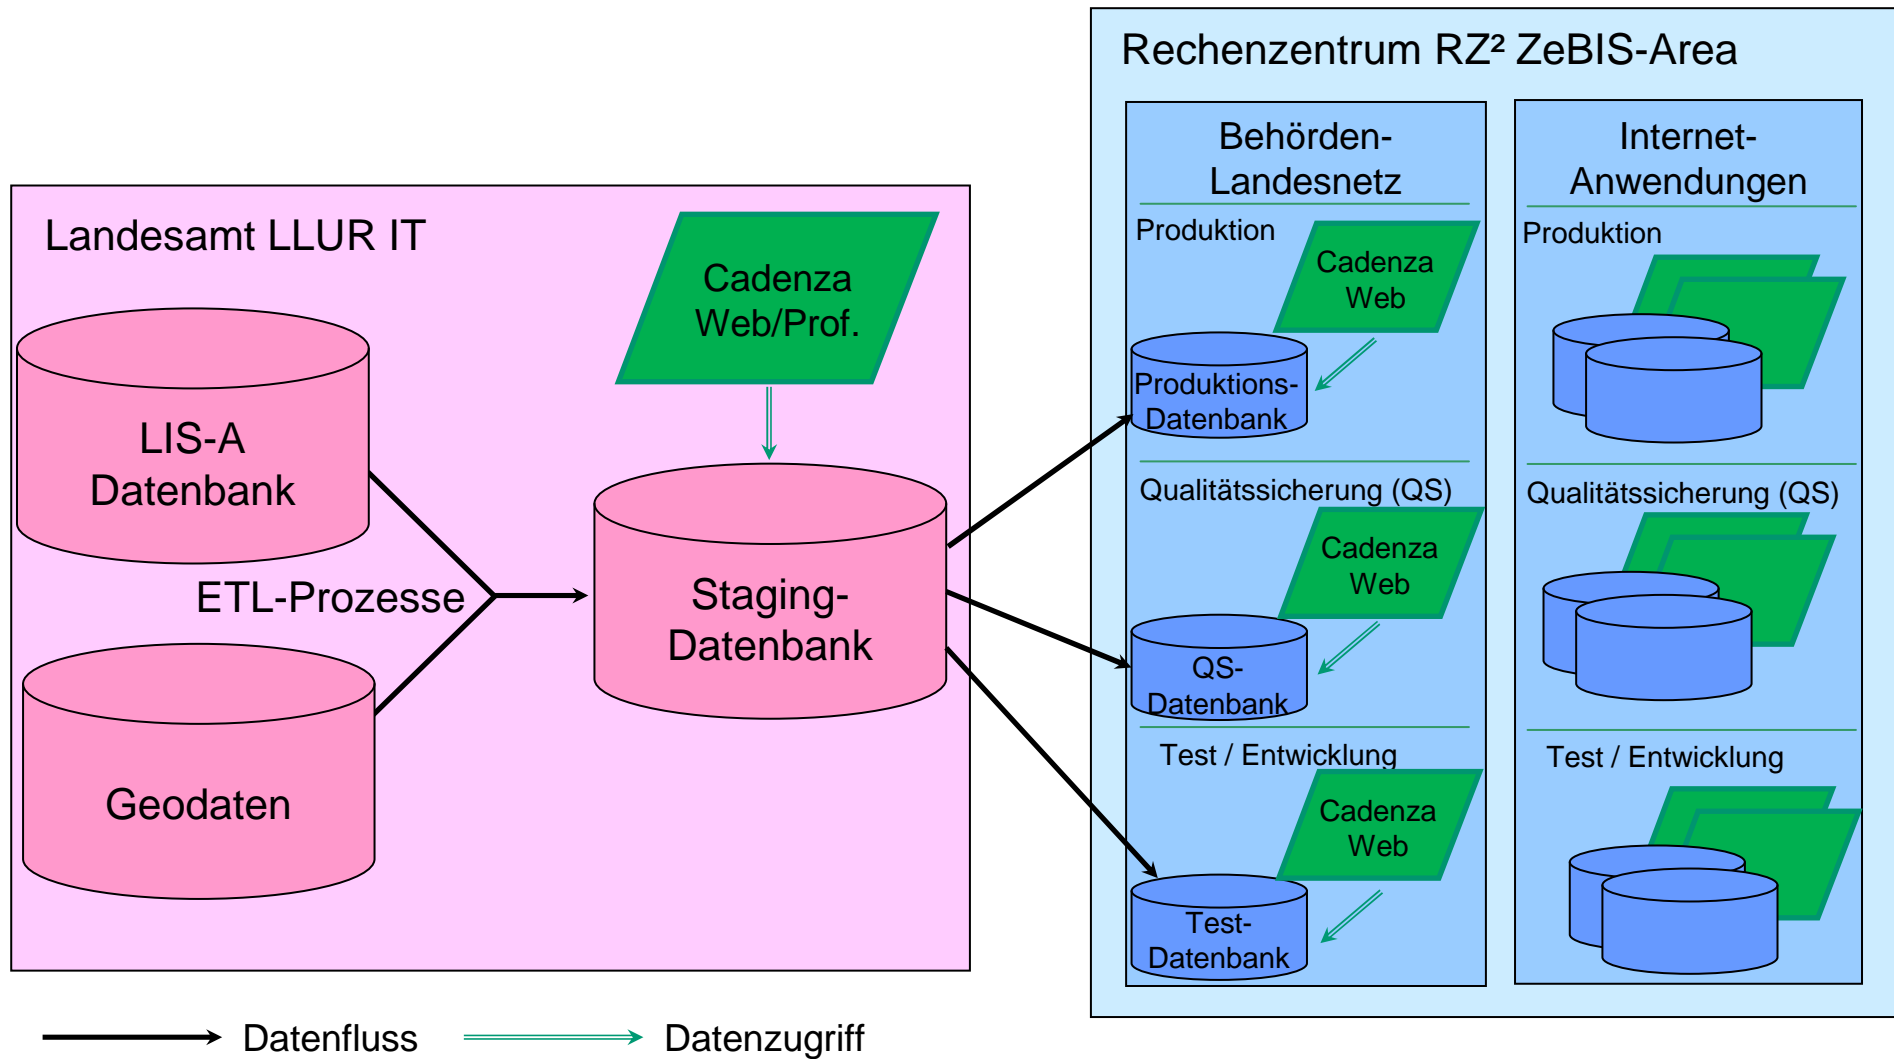 Rechenzentrum RZ² ZeBIS-Area
Behörden-
Landesnetz
Internet-
Anwendungen
Landesamt LLUR IT
Cadenza
Web/Prof.
LIS-A
Datenbank
ETL-Prozesse
Geodaten
Staging-
Datenbank
Produktion
Cadenza
Web
Produktions-
Datenbank
Qualitätssicherung (QS)
Cadenza
Web
QS-
Datenbank
Test / Entwicklung
Cadenza
Web
Test-
Datenbank
Produktion
Qualitätssicherung (QS)
Test / Entwicklung
Datenfluss
Datenzugriff